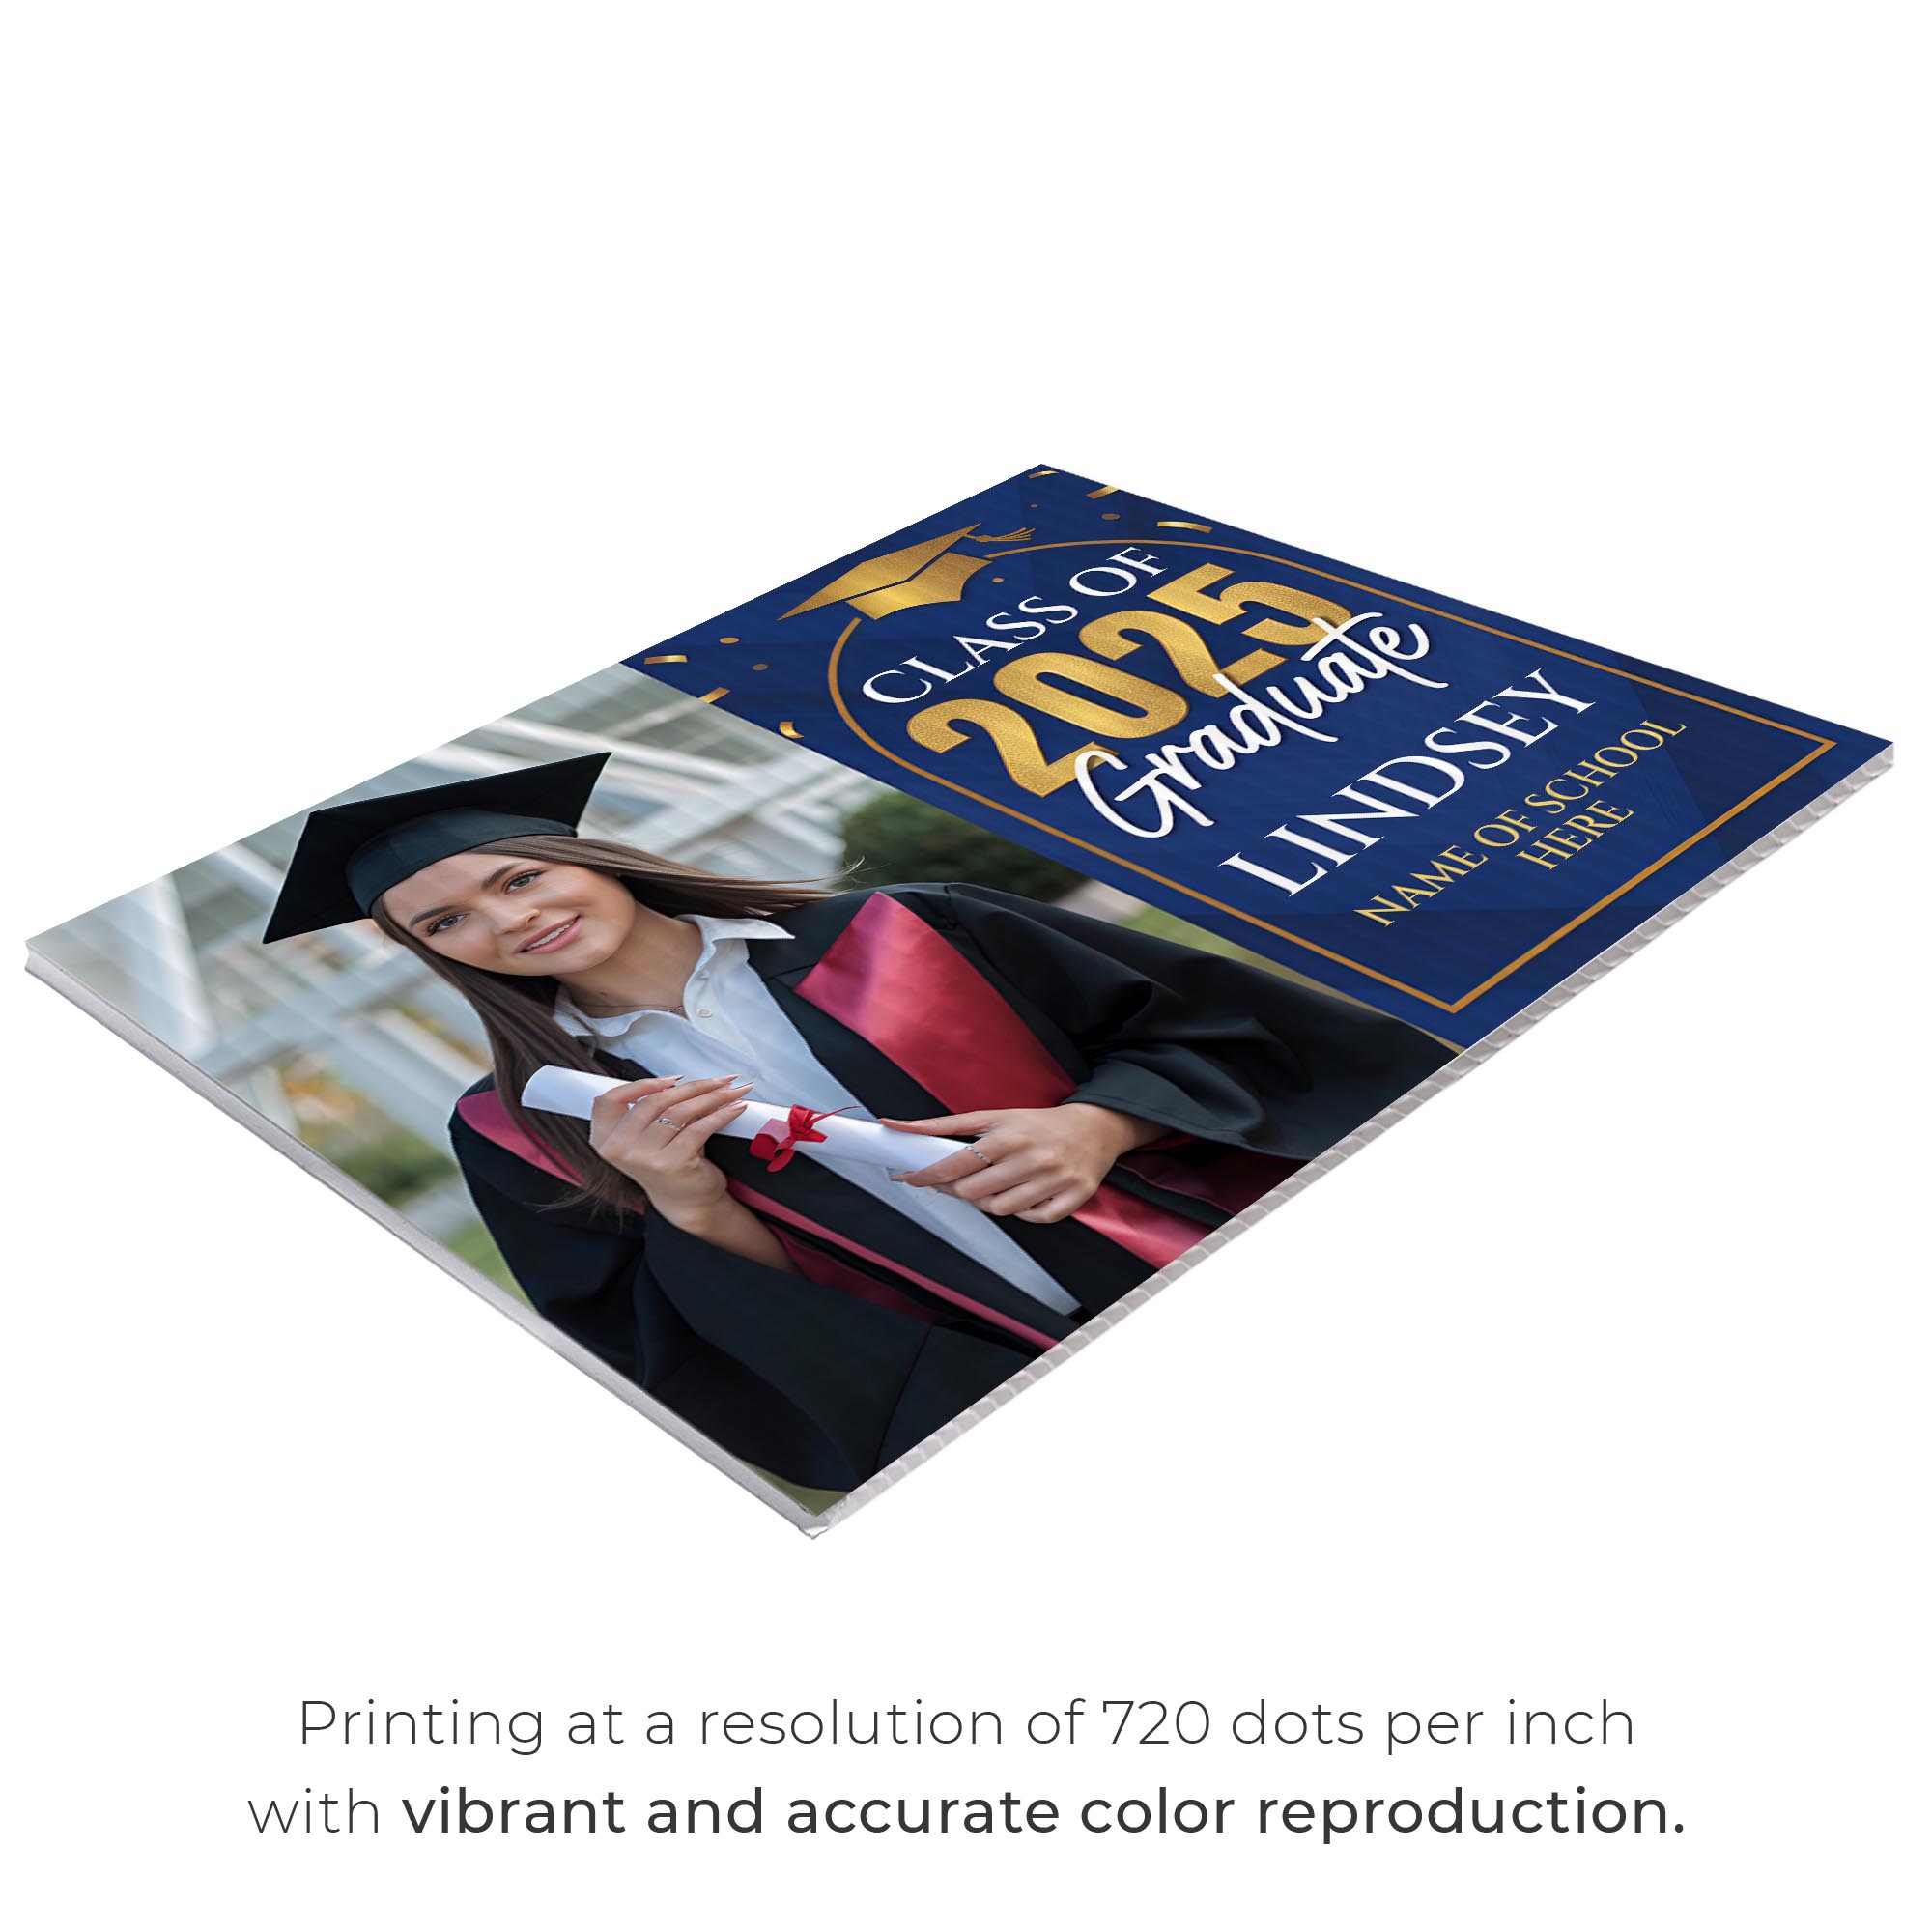 CLASS OF
2025
Graduate
LINDSEY
NAME OF SCHOOL
HERE
Printing at a resolution of 720 dots per inch
with vibrant and accurate color reproduction.